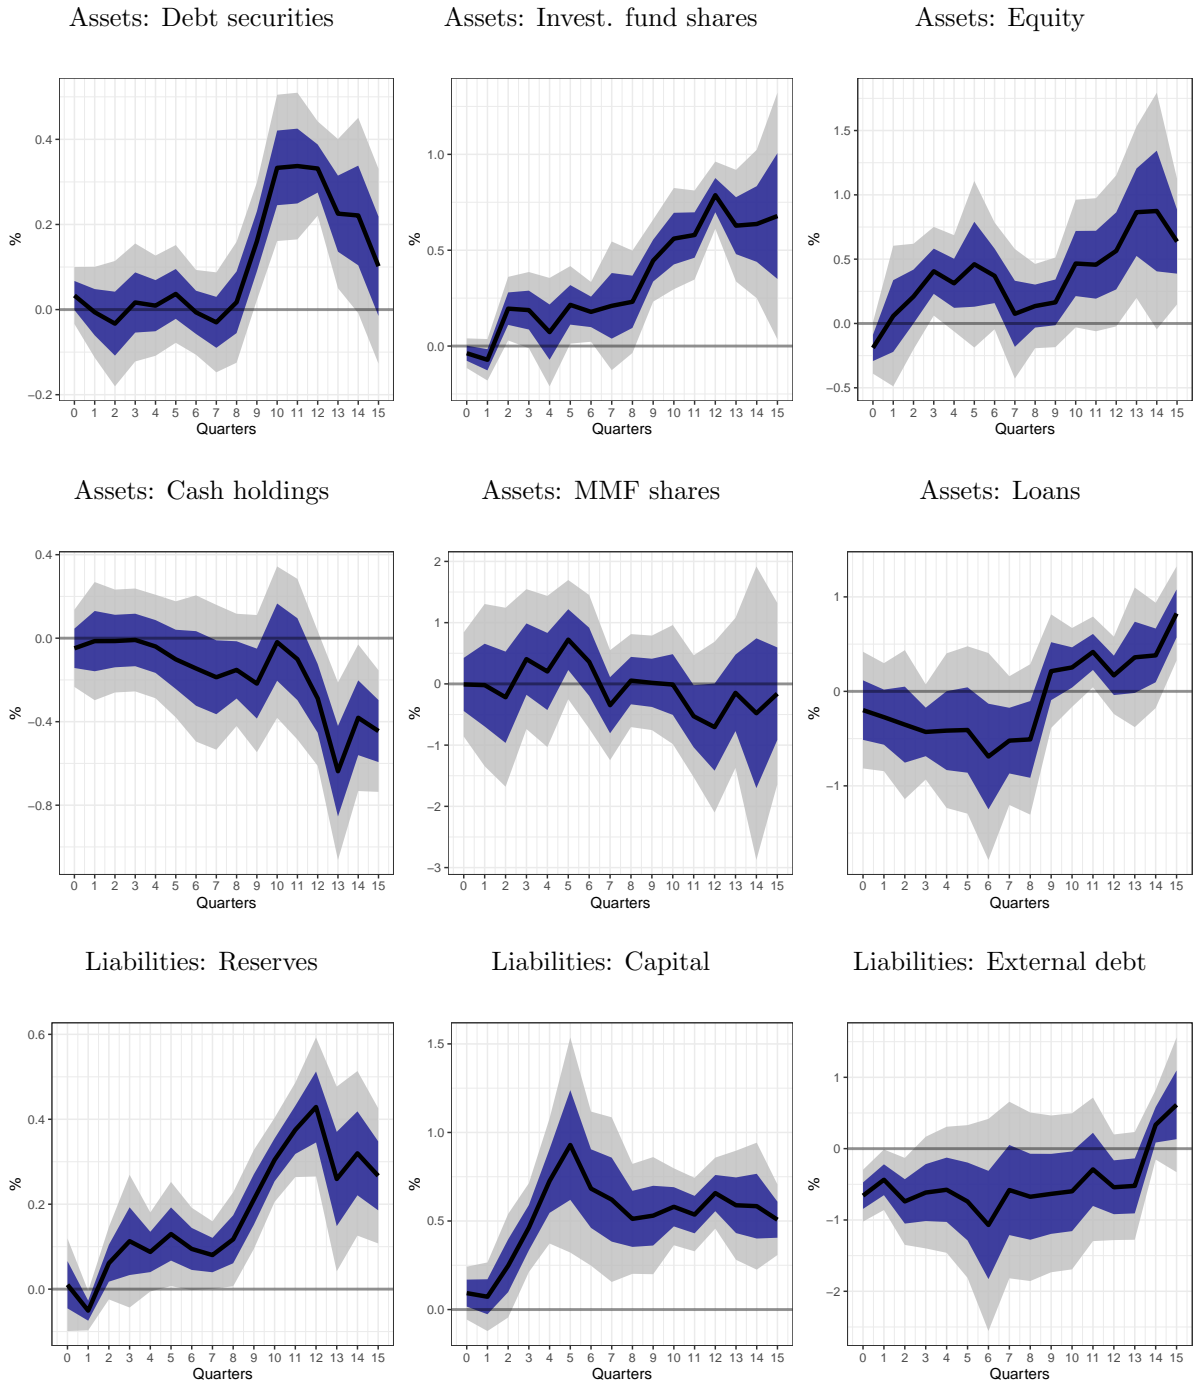 Assets: Debt securities
Assets: Invest. fund shares
Assets: Equity
%
0.4
0.2
0.0
−0.2
0 1 2 3 4 5 6 7 8 9 10 11 12 13 14 15
Quarters
%
1.0
0.5
0.0
0 1 2 3 4 5 6 7 8 9 10 11 12 13 14 15
Quarters
%
1.5
1.0
0.5
0.0
−0.5
0 1 2 3 4 5 6 7 8 9 10 11 12 13 14 15
Quarters
Assets: Cash holdings
Assets: MMF shares
Assets: Loans
%
0.4
0.0
−0.4
−0.8
0 1 2 3 4 5 6 7 8 9 10 11 12 13 14 15
Quarters
%
2
1
0
−1
−2
−3
0 1 2 3 4 5 6 7 8 9 10 11 12 13 14 15
Quarters
%
1
0
−1
0 1 2 3 4 5 6 7 8 9 10 11 12 13 14 15
Quarters
Liabilities: Reserves
Liabilities: Capital
Liabilities: External debt
%
0.6
0.4
0.2
0.0
0 1 2 3 4 5 6 7 8 9 10 11 12 13 14 15
Quarters
%
1.5
1.0
0.5
0.0
0 1 2 3 4 5 6 7 8 9 10 11 12 13 14 15
Quarters
%
1
0
−1
−2
0 1 2 3 4 5 6 7 8 9 10 11 12 13 14 15
Quarters